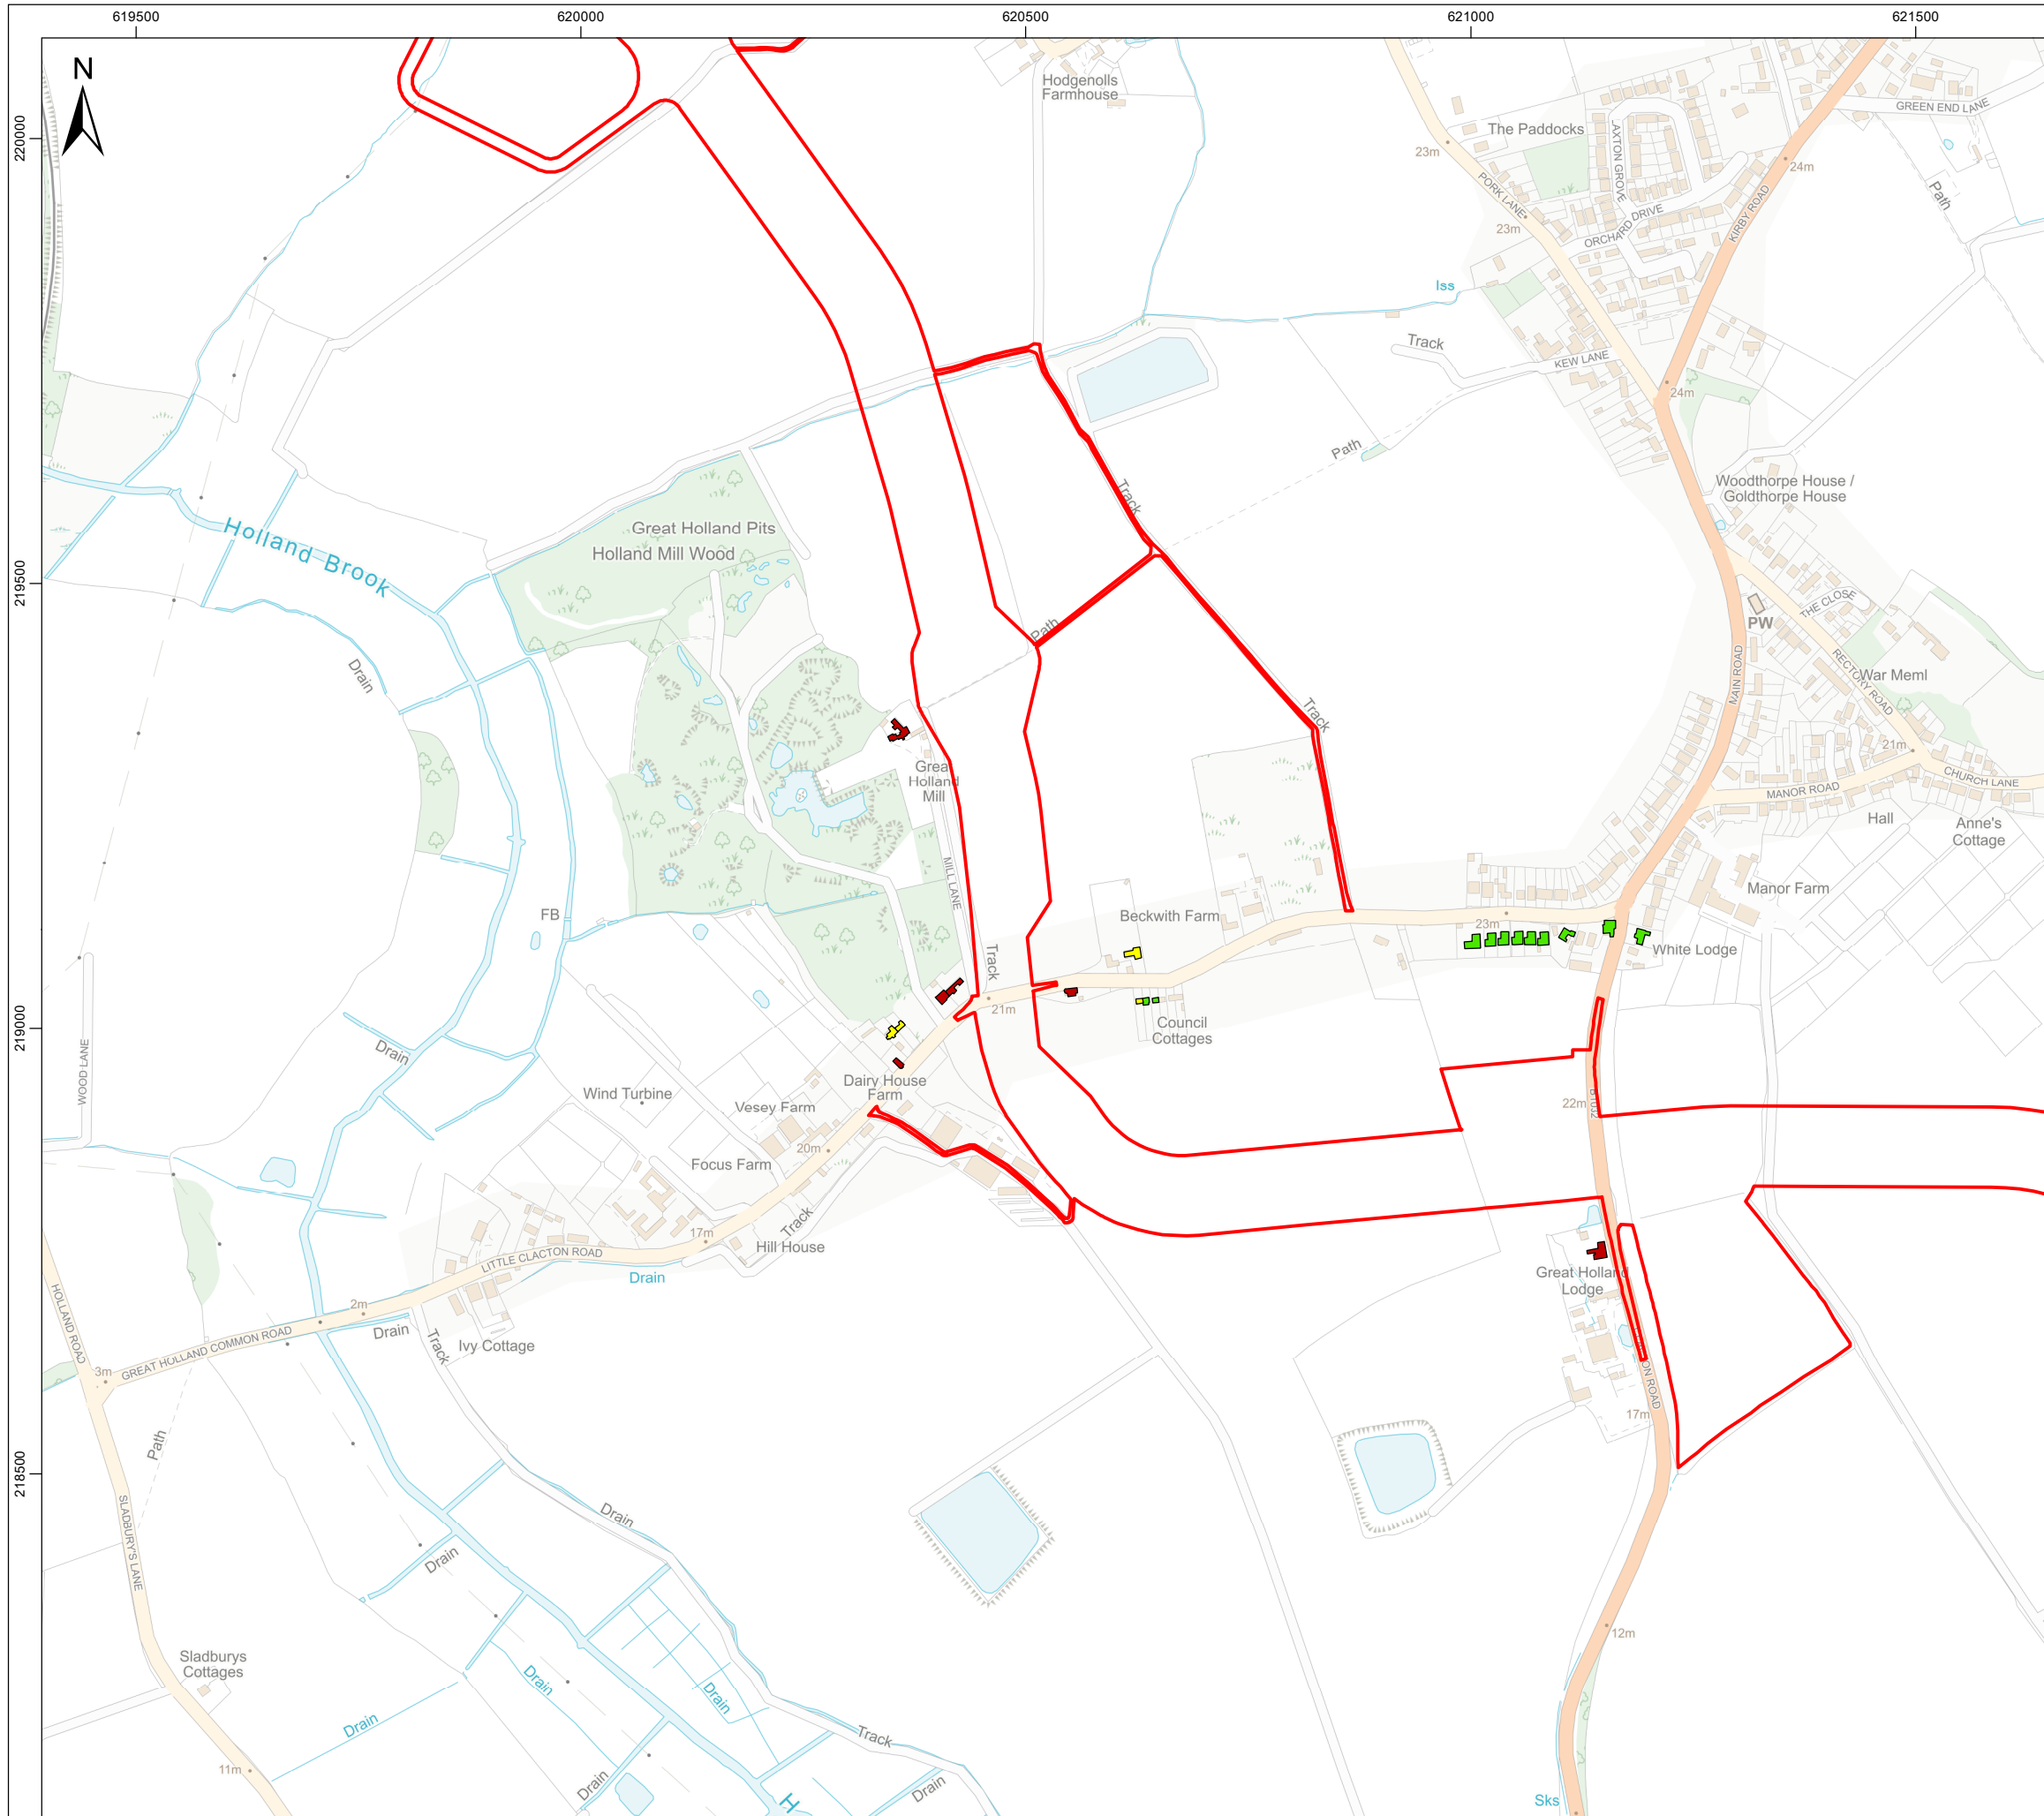 619500
620000
620500
621000
621500
N
220000
219500
219000
218500
Hodgenolls
Farmhouse
The Paddocks
GREEN END LANE
LAXTON GROVE
23m
24m
PORK LANE
23m
ORCHARD DRIVE
KIRBY ROAD
Path
Iss
Track
KEW LANE
24m
Path
Woodthorpe House /
Goldthorpe House
Track
Great Holland Pits
Holland Mill Wood
Holland Brook
THE CLOSE
PW
Path
Drain
RECTORY ROAD
War Meml
MAIN ROAD
Track
21m
Great
Holland
Mill
CHURCH LANE
MANOR ROAD
Hall
Anne's
Cottage
MILL LANE
Manor Farm
FB
Beckwith Farm
23m
White Lodge
Track
21m
Council
Cottages
Drain
WOOD LANE
Wind Turbine
Dairy House
Farm
Vesey Farm
22m
B1032
20m
Focus Farm
Track
17m
Hill House
LITTLE CLACTON ROAD
Drain
Great Holland
Lodge
HOLLAND ROAD
2m
GREAT HOLLAND COMMON ROAD
Drain
Track
Ivy Cottage
3m
17m
Path
SLADBURY'S LANE
Drain
Drain
12m
Sladburys
Cottages
Drain
Drain
Drain
Track
11m
Drain
H
Drain
Sks